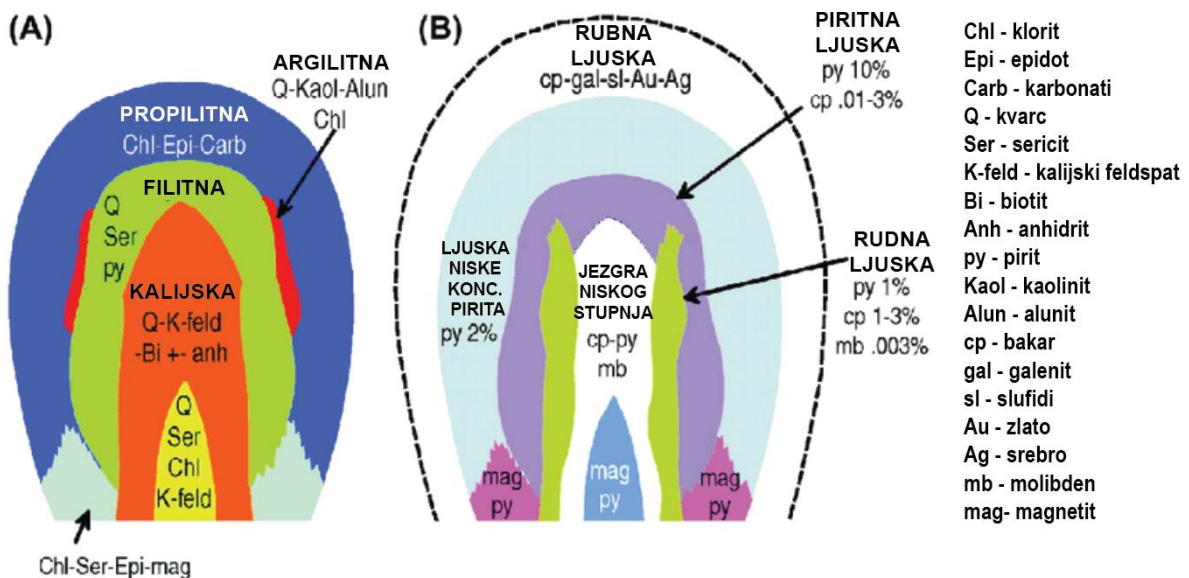 (A)
ARGILITNA
Q-Kaol-Alun
Chl
PROPILITNA
Chl-Epi-Carb
FILITNA
Q
Ser
py
KALIJSKA
Q-K-feld
-Bi +- anh
Q
Ser
Chl
K-feld
Chl-Ser-Epi-mag
(B)
RUBNA
LJUSKA
cp-gal-sl-Au-Ag
PIRITNA
LJUSKA
py 10%
cp .01-3%
LJUSKA
NISKE
KONC.
PIRITA
py 2%
JEZGRA
NISKOG
STUPNJA
cp-py
mb
RUDNA
LJUSKA
py 1%
cp 1-3%
mb .003%
mag
py
mag
py
mag
py
Chl - klorit
Epi - epidot
Carb - karbonati
Q - kvarc
Ser - sericit
K-feld - kalijski feldspat
Bi - biotit
Anh - anhidrit
py - pirit
Kaol - kaolinit
Alun - alunit
cp - bakar
gal - galenit
sl - slufidi
Au - zlato
Ag - srebro
mb - molibden
mag- magnetit